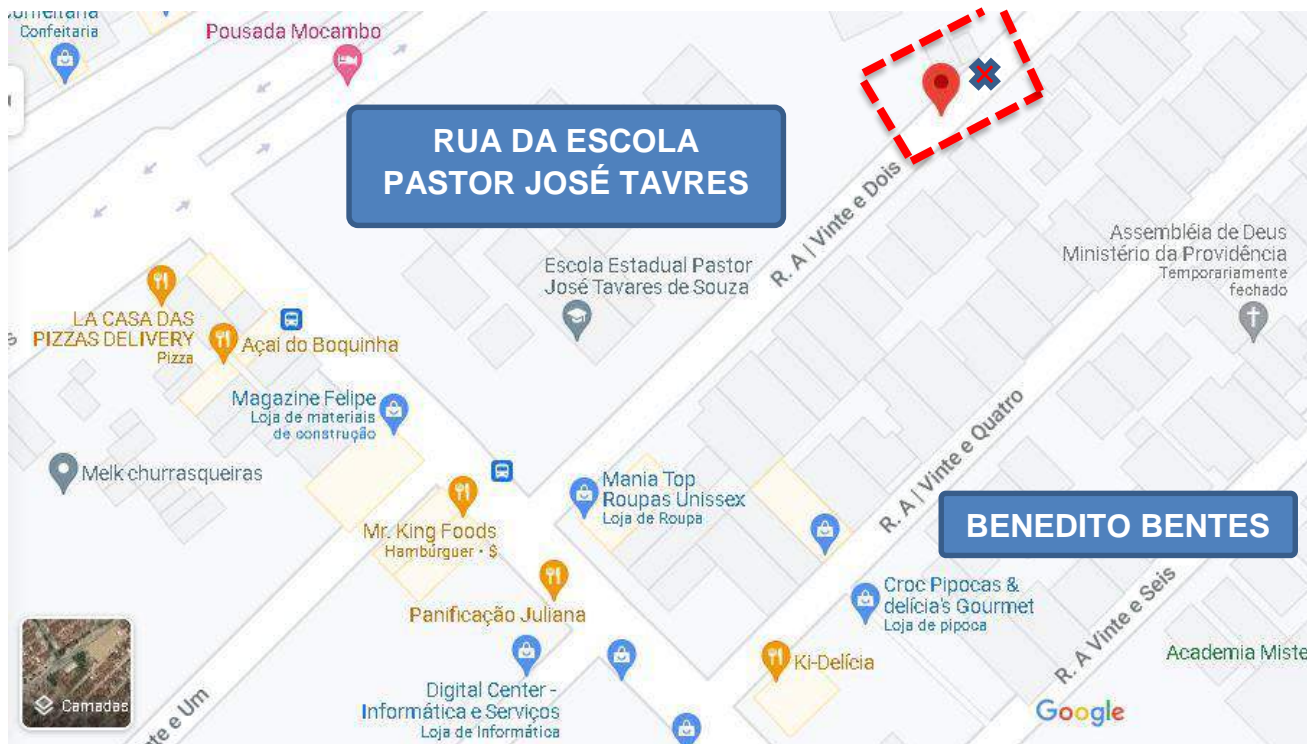 Confeitaria
Pousada Mocambo
RUA DA ESCOLA
PASTOR JOSÉ TAVRES
R. A | Vinte e Dois
Escola Estadual Pastor
José Tavares de Souza
Assembléia de Deus
Ministério da Providência
Temporariamente
fechado
LA CASA DAS
PIZZAS DELIVERY
Pizza
Açai do Boquinha
Magazine Felipe
Loja de materiais
de construção
Melk churrasqueiras
Mania Top
Roupas Unissex
Loja de Roupa
R. A | Vinte e Quatro
BENEDITO BENTES
Mr. King Foods
Hambúrguer · $
Croc Pipocas &
delícia's Gourmet
Loja de pipoca
Panificação Juliana
R. A Vinte e Seis
Ki-Delícia
Academia Miste
Digital Center -
Informática e Serviços
Loja de Informática
Camadas
e Um
Google